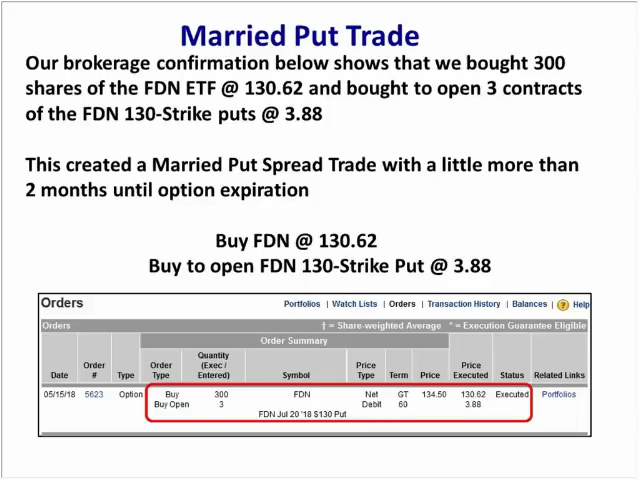 Married Put Trade
Our brokerage confirmation below shows that we bought 300
shares of the FDN ETF @ 130.62 and bought to open 3 contracts
of the FDN 130-Strike puts @ 3.88
This created a Married Put Spread Trade with a little more than
2 months until option expiration
Buy FDN @ 130.62
Buy to open FDN 130-Strike Put @ 3.88
Orders Portfolios | Watch Lists | Orders | Transaction History | Balances | ? Help
Orders † = Share-weighted Average * = Execution Guarantee Eligible
Order Summary
Date Order # Type Order Type Quantity (Exec / Entered) Symbol Price Type Term Price Price Executed Status Related Links
05/15/18 5623 Option Buy 300 FDN Net GT 134.50 130.62 Executed Portfolios
Buy Open 3 Debit 60 3.88
FDN Jul 20 '18 $130 Put